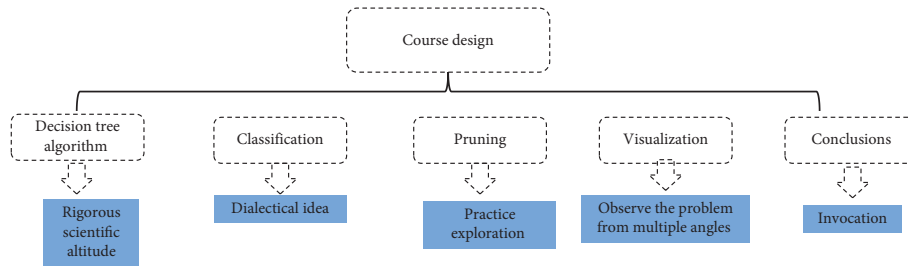 Course design
Decision tree
algorithm
Classification
Pruning
Visualization
Conclusions
Rigorous
scientific
altitude
Dialectical idea
Practice
exploration
Observe the problem
from multiple angles
Invocation